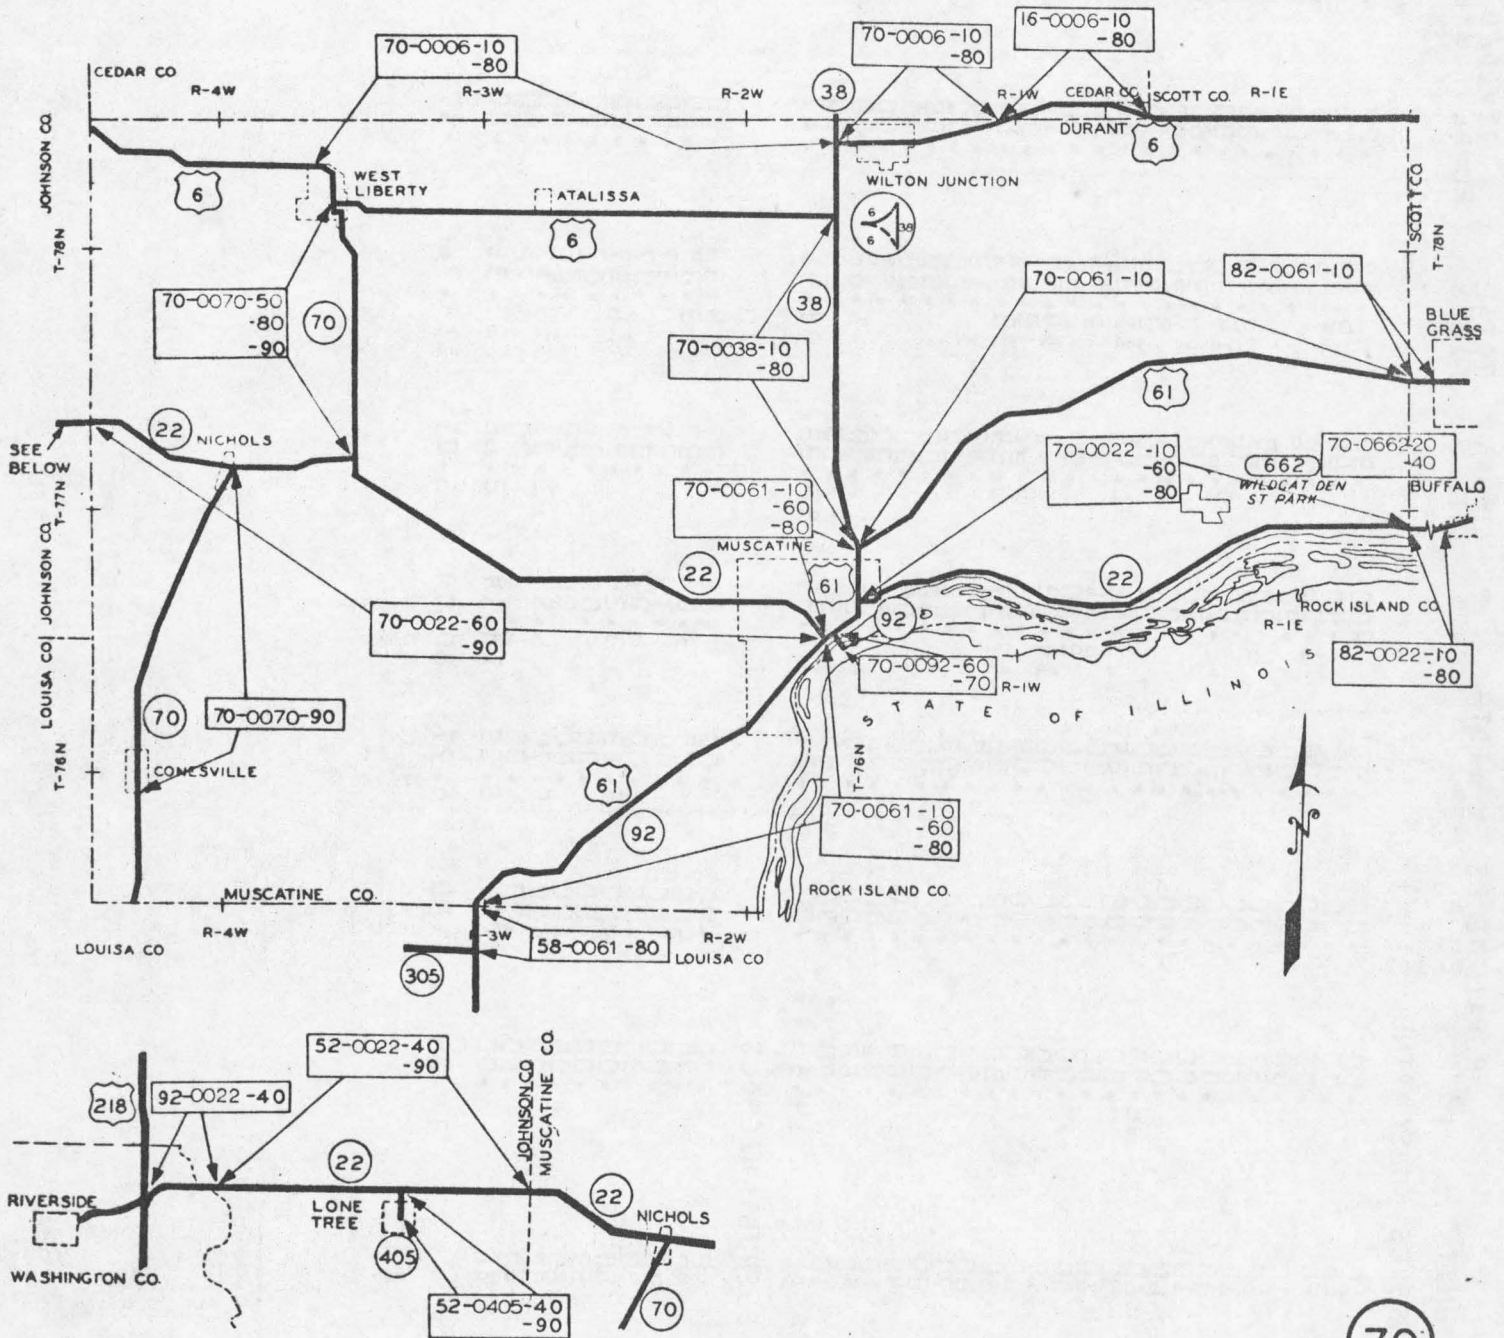 70-0006-10
-80
70-0006-10
-80
16-0006-10
-80
CEDAR CO
R-4W
R-3W
R-2W
38
R-1W
CEDAR CO.
SCOTT CO.
R-1E
JOHNSON CO.
DURANT
6
WEST
LIBERTY
WILTON JUNCTION
6
ATALISSA
6
6
6
38
SCOTT CO.
T-78N
T-78N
70-0070-50
-80
-90
70
38
70-0061-10
82-0061-10
BLUE
GRASS
70-0038-10
-80
61
22
NICHOLS
SEE
BELOW
70-0022-10
-60
-80
662
70-0662-20
-40
WILDCAT DEN
ST PARK
BUFFALO
T-77N
70-0061-10
-60
-80
MUSCATINE
JOHNSON CO.
22
61
22
92
ROCK ISLAND CO.
R-1E
70-0022-60
-90
70-0092-60
-70
R-1W
82-0022-10
-80
LOUISA CO.
STATE OF ILLINOIS
70
70-0070-90
T-76N
CONESVILLE
T-76N
61
70-0061-10
-60
-80
92
N
MUSCATINE CO.
ROCK ISLAND CO.
R-4W
R-3W
R-2W
LOUISA CO
58-0061-80
LOUISA CO
305
52-0022-40
-90
JOHNSON CO
MUSCATINE CO.
218
92-0022-40
22
RIVERSIDE
LONE
TREE
22
NICHOLS
405
WASHINGTON CO.
52-0405-40
-90
70
70